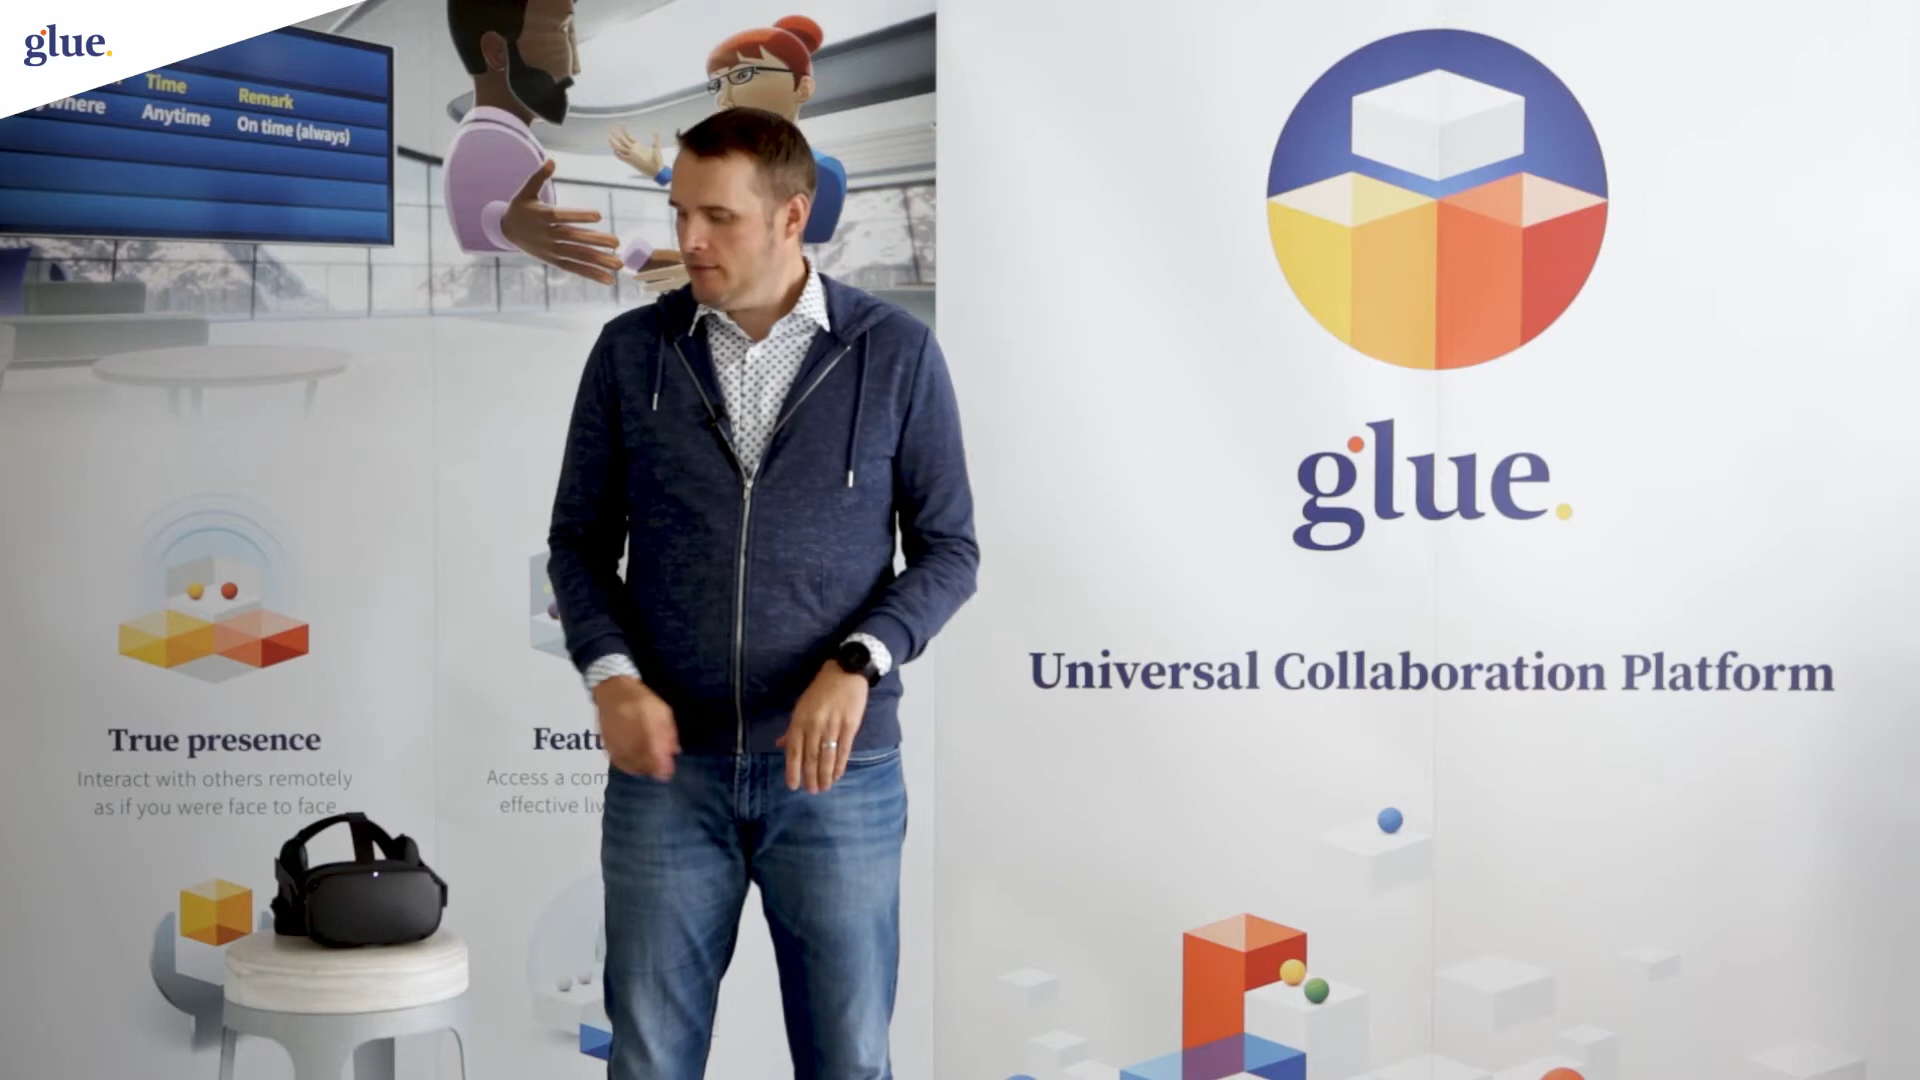 glue.
Time
Remark
Anytime
On time (always)
glue.
Universal Collaboration Platform
True presence
Interact with others remotely
as if you were face to face
Access a